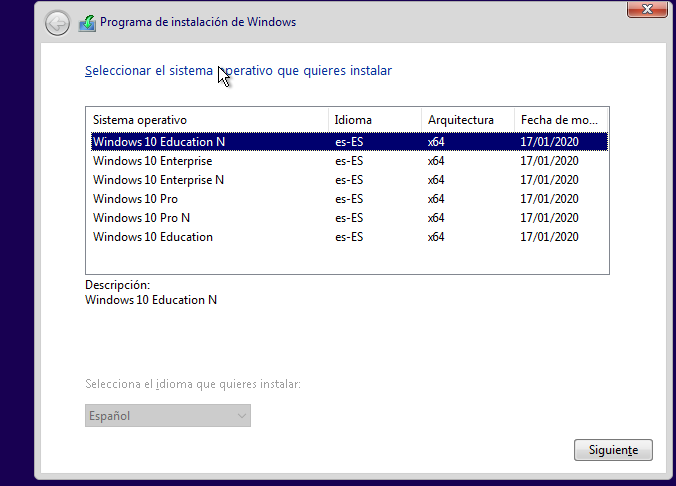 Programa de instalación de Windows
Seleccionar el sistema operativo que quieres instalar
Sistema operativo Idioma Arquitectura Fecha de mo...
Windows 10 Education N es-ES x64 17/01/2020
Windows 10 Enterprise es-ES x64 17/01/2020
Windows 10 Enterprise N es-ES x64 17/01/2020
Windows 10 Pro es-ES x64 17/01/2020
Windows 10 Pro N es-ES x64 17/01/2020
Windows 10 Education es-ES x64 17/01/2020
Descripción:
Windows 10 Education N
Selecciona el idioma que quieres instalar:
Español
Siguiente